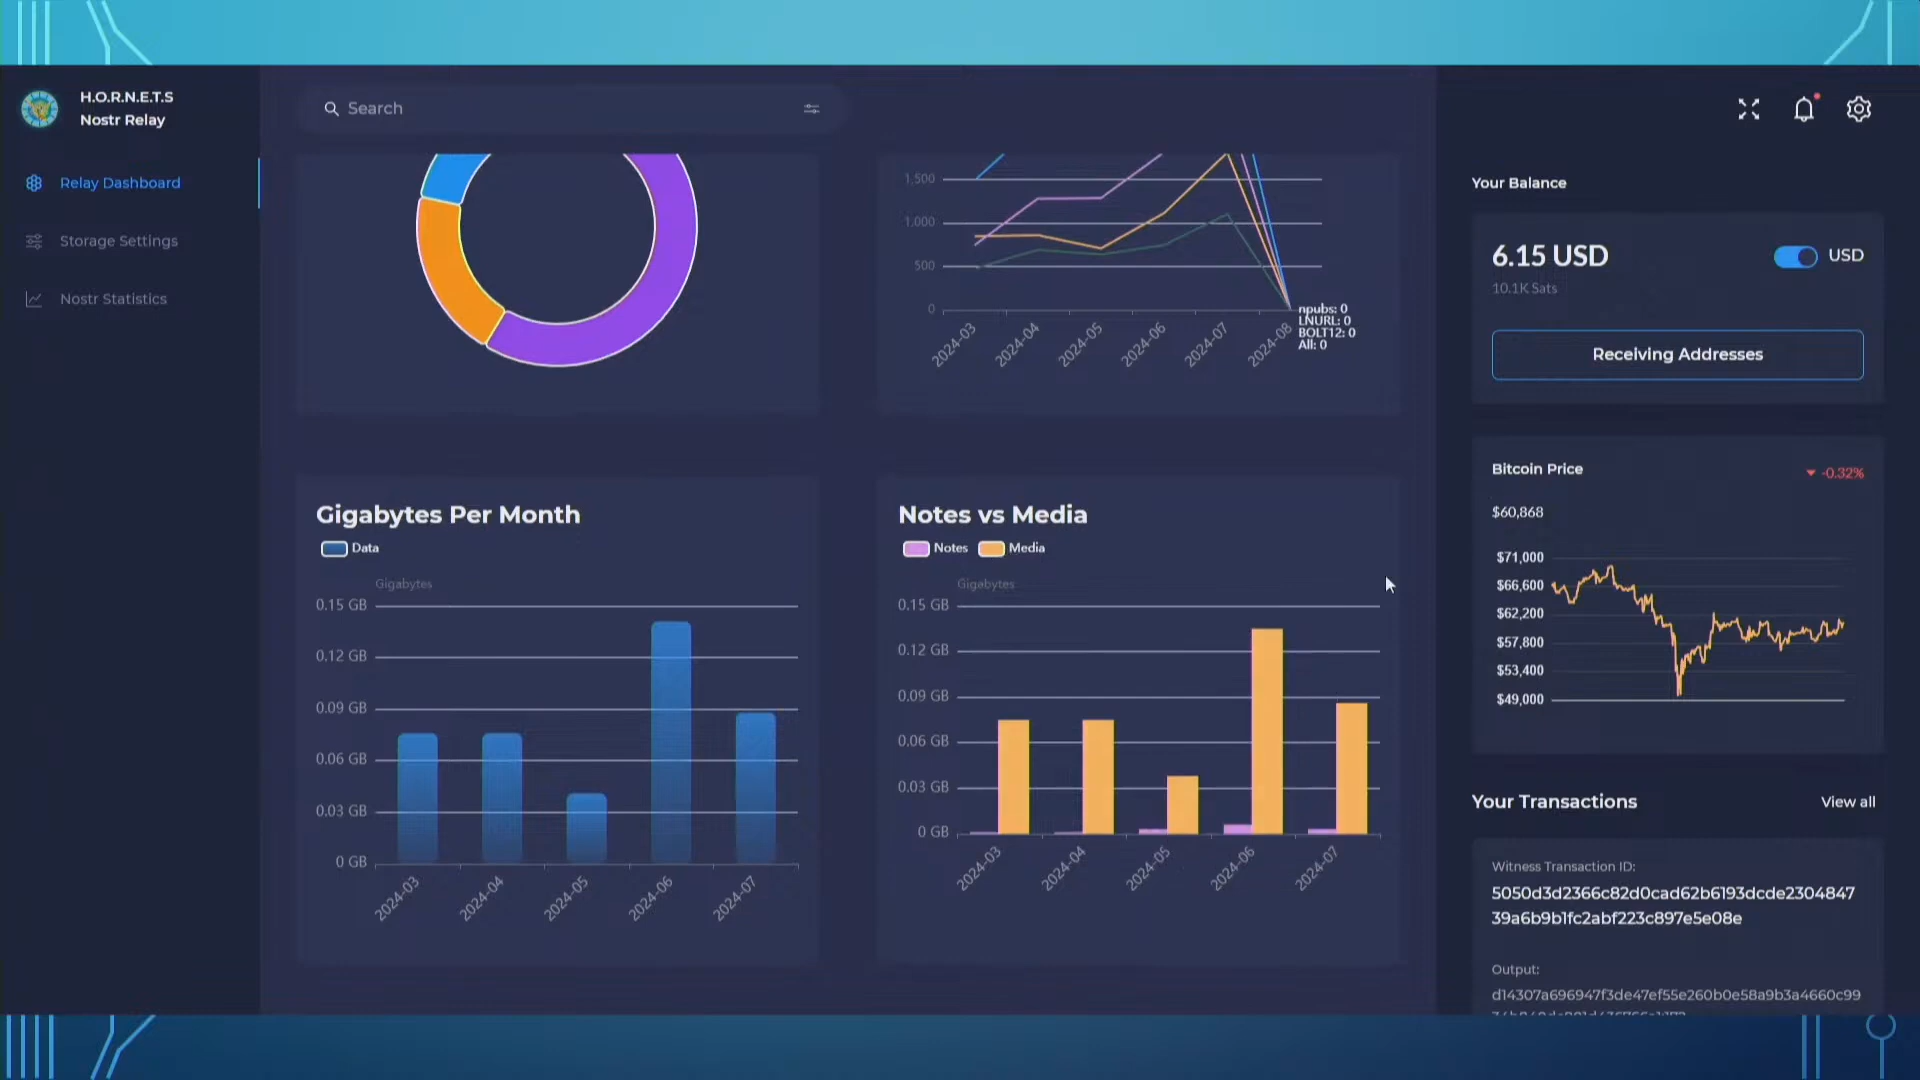 H.O.R.N.E.T.S
Nostr Relay
Search
Relay Dashboard
Storage Settings
Nostr Statistics
1,500
1,000
500
0
2024-03
2024-04
2024-05
2024-06
2024-07
2024-08
npubs: 0
LNURL: 0
BOLT12: 0
All: 0
Gigabytes Per Month
Data
Gigabytes
0.15 GB
0.12 GB
0.09 GB
0.06 GB
0.03 GB
0 GB
2024-03
2024-04
2024-05
2024-06
2024-07
Notes vs Media
Notes
Media
Gigabytes
0.15 GB
0.12 GB
0.09 GB
0.06 GB
0.03 GB
0 GB
2024-03
2024-04
2024-05
2024-06
2024-07
Your Balance
6.15 USD
USD
10.1K Sats
Receiving Addresses
Bitcoin Price
-0.32%
$60,868
$71,000
$66,600
$62,200
$57,800
$53,400
$49,000
Your Transactions
View all
Witness Transaction ID:
5050d3d2366c82d0cad62b6193dcde2304847
39a6b9b1fc2abf223c897e5e08e
Output:
d14307a696947f3de47ef55e260b0e58a9b3a4660c99